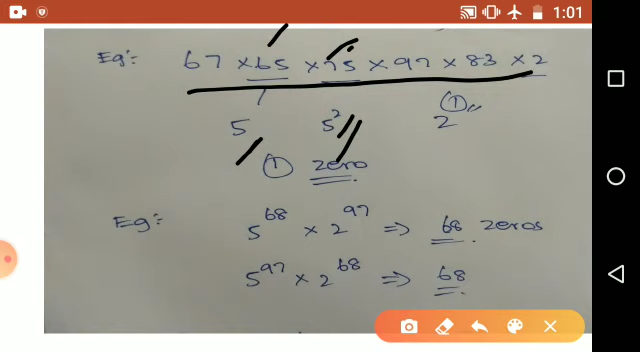 1:01
Eg:- 67 × 65 × 75 × 97 × 83 × 2
5 5² 2①
① zero
Eg:- 5^68 × 2^97 => 68 zeros
5^97 × 2^68 => 68